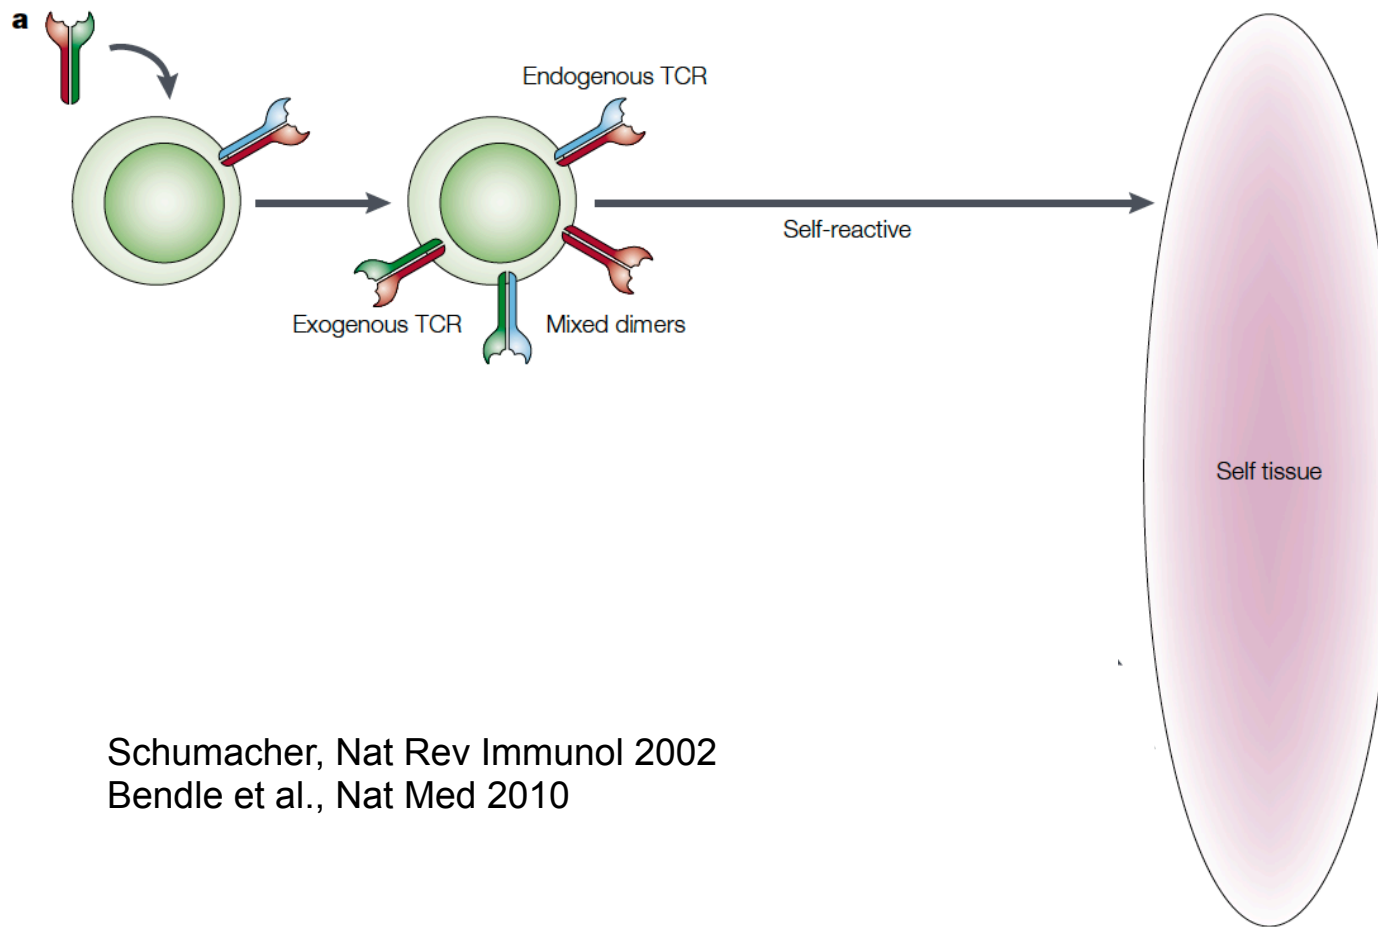 a
Endogenous TCR
Self-reactive
Exogenous TCR
Mixed dimers
Self tissue
Schumacher, Nat Rev Immunol 2002
Bendle et al., Nat Med 2010